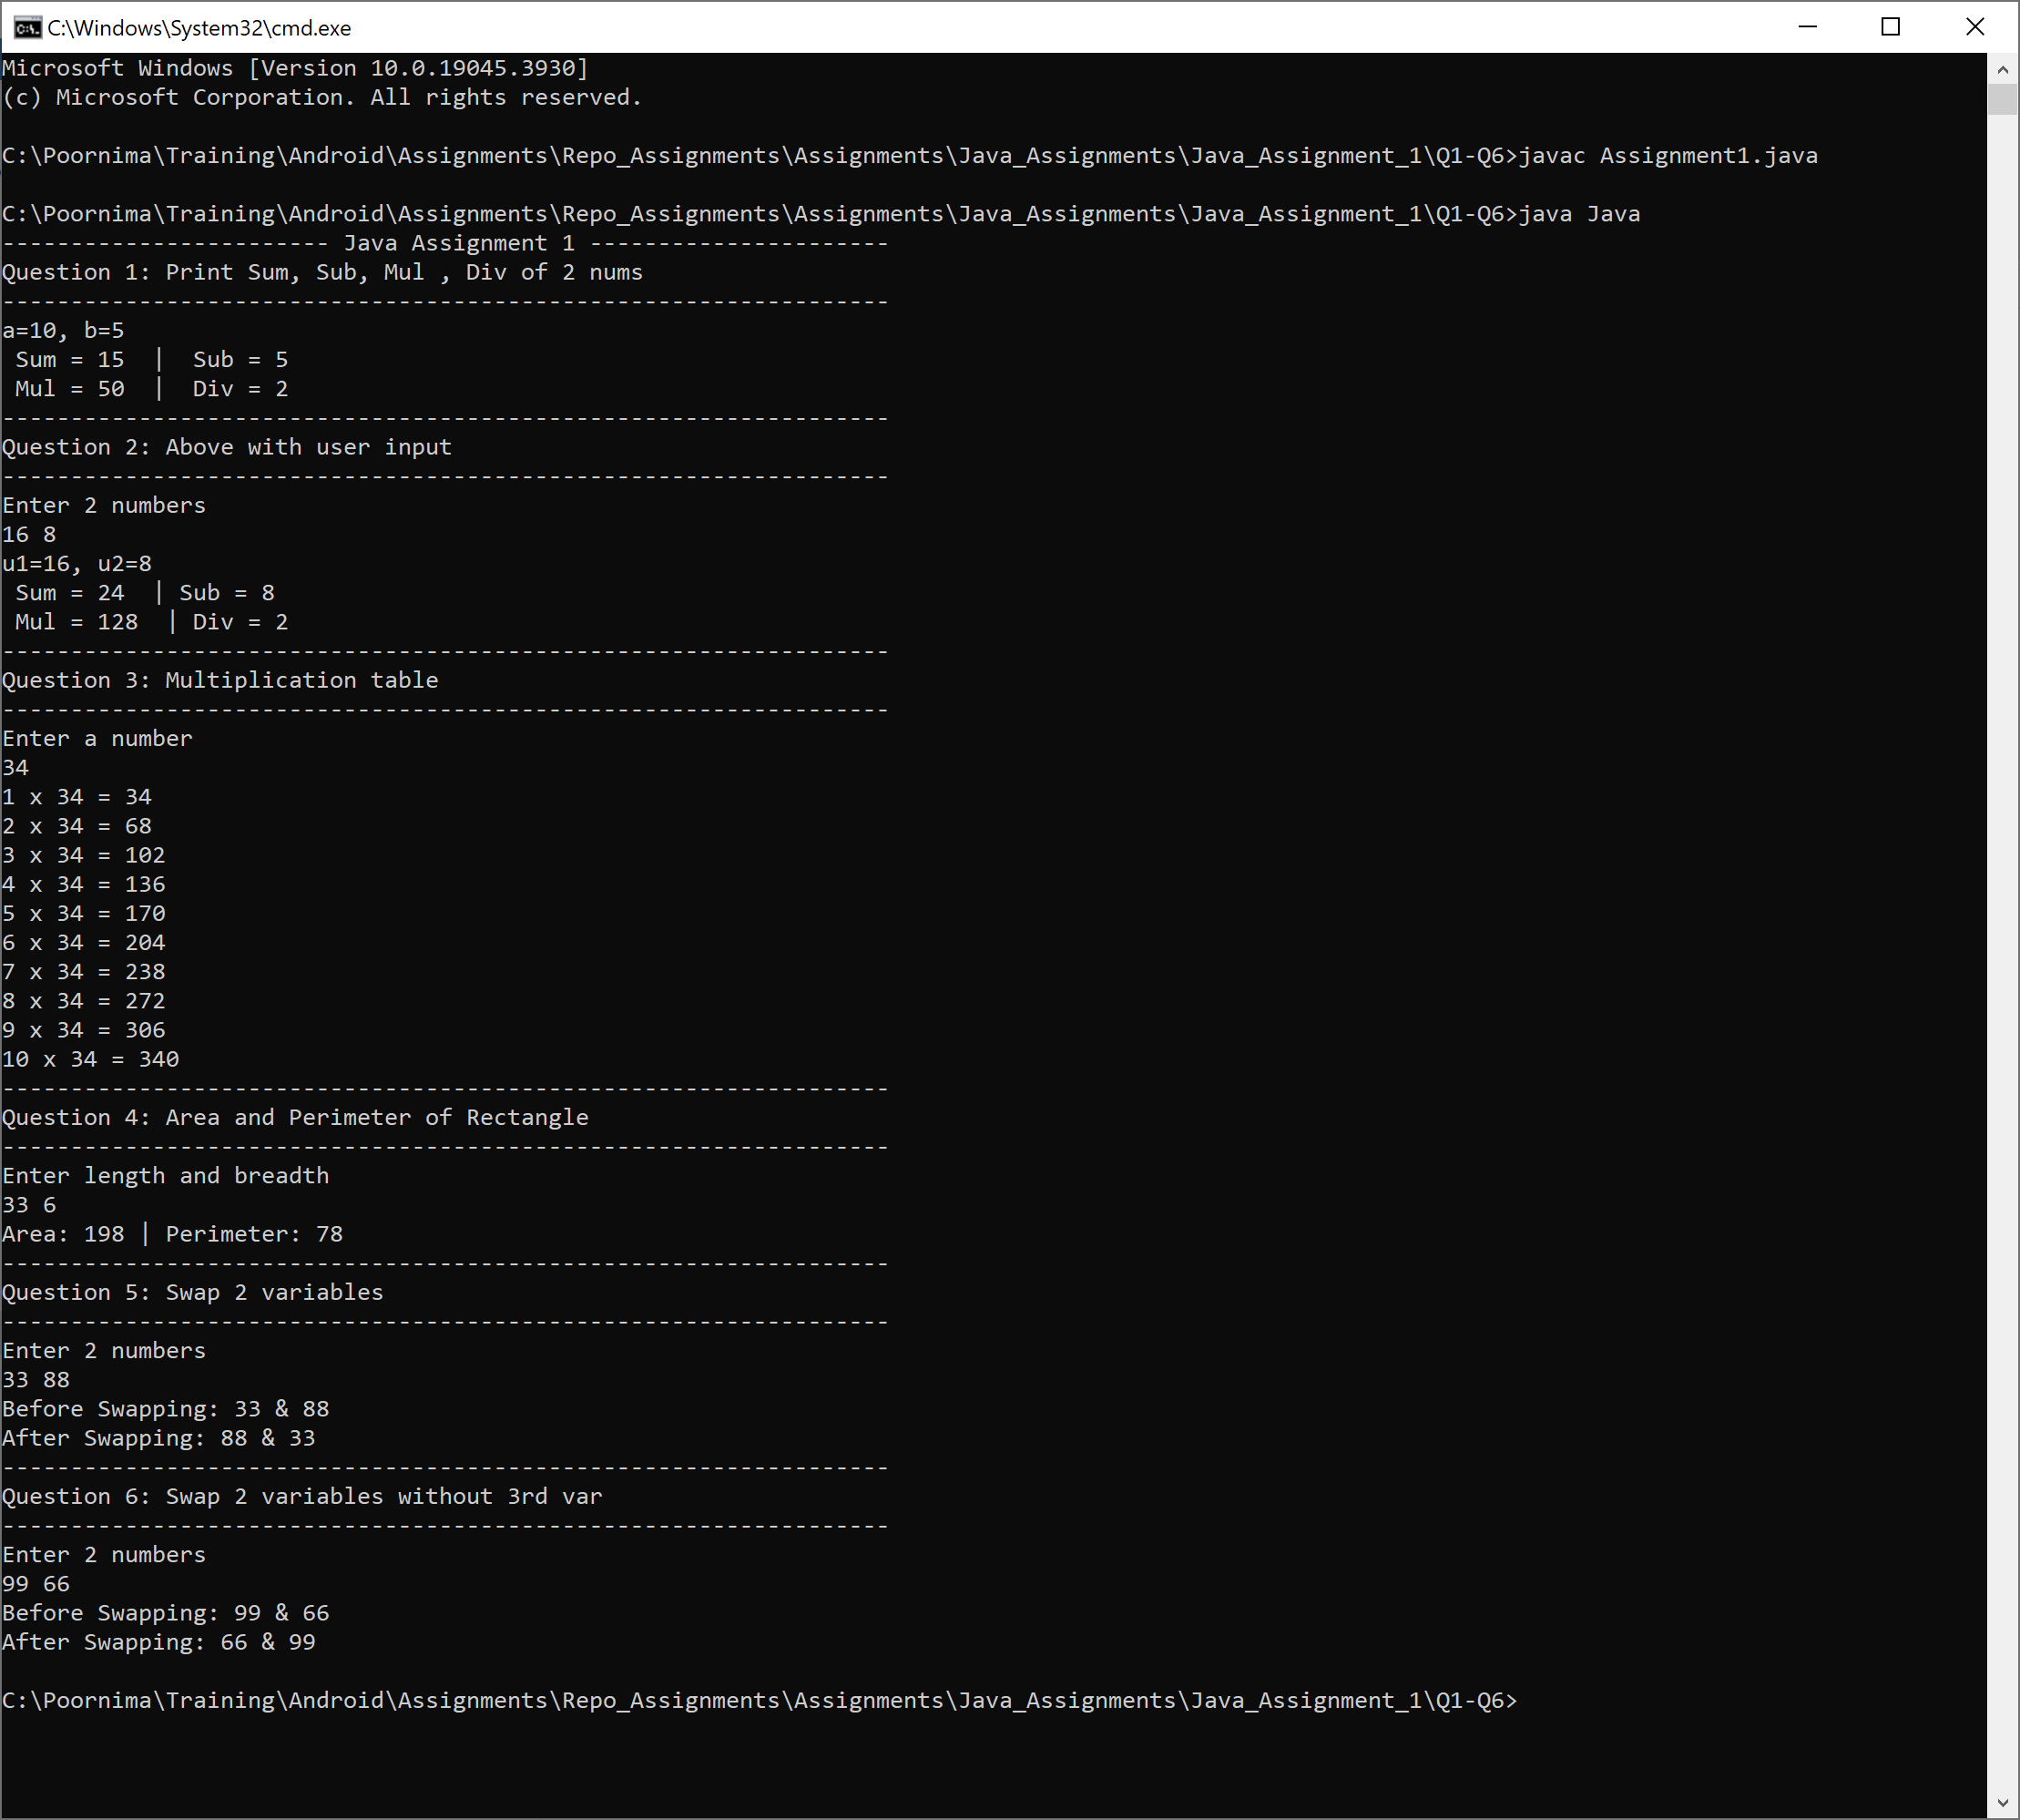 C:\Windows\System32\cmd.exe
Microsoft Windows [Version 10.0.19045.3930]
(c) Microsoft Corporation. All rights reserved.

C:\Poornima\Training\Android\Assignments\Repo_Assignments\Assignments\Java_Assignments\Java_Assignment_1\Q1-Q6>javac Assignment1.java

C:\Poornima\Training\Android\Assignments\Repo_Assignments\Assignments\Java_Assignments\Java_Assignment_1\Q1-Q6>java Java
------------------------ Java Assignment 1 ----------------------
Question 1: Print Sum, Sub, Mul , Div of 2 nums
-----------------------------------------------------------------
a=10, b=5
 Sum = 15  |  Sub = 5
 Mul = 50  |  Div = 2
-----------------------------------------------------------------
Question 2: Above with user input
-----------------------------------------------------------------
Enter 2 numbers
16 8
u1=16, u2=8
 Sum = 24  | Sub = 8
 Mul = 128  | Div = 2
-----------------------------------------------------------------
Question 3: Multiplication table
-----------------------------------------------------------------
Enter a number
34
1 x 34 = 34
2 x 34 = 68
3 x 34 = 102
4 x 34 = 136
5 x 34 = 170
6 x 34 = 204
7 x 34 = 238
8 x 34 = 272
9 x 34 = 306
10 x 34 = 340
-----------------------------------------------------------------
Question 4: Area and Perimeter of Rectangle
-----------------------------------------------------------------
Enter length and breadth
33 6
Area: 198 | Perimeter: 78
-----------------------------------------------------------------
Question 5: Swap 2 variables
-----------------------------------------------------------------
Enter 2 numbers
33 88
Before Swapping: 33 & 88
After Swapping: 88 & 33
-----------------------------------------------------------------
Question 6: Swap 2 variables without 3rd var
-----------------------------------------------------------------
Enter 2 numbers
99 66
Before Swapping: 99 & 66
After Swapping: 66 & 99

C:\Poornima\Training\Android\Assignments\Repo_Assignments\Assignments\Java_Assignments\Java_Assignment_1\Q1-Q6>